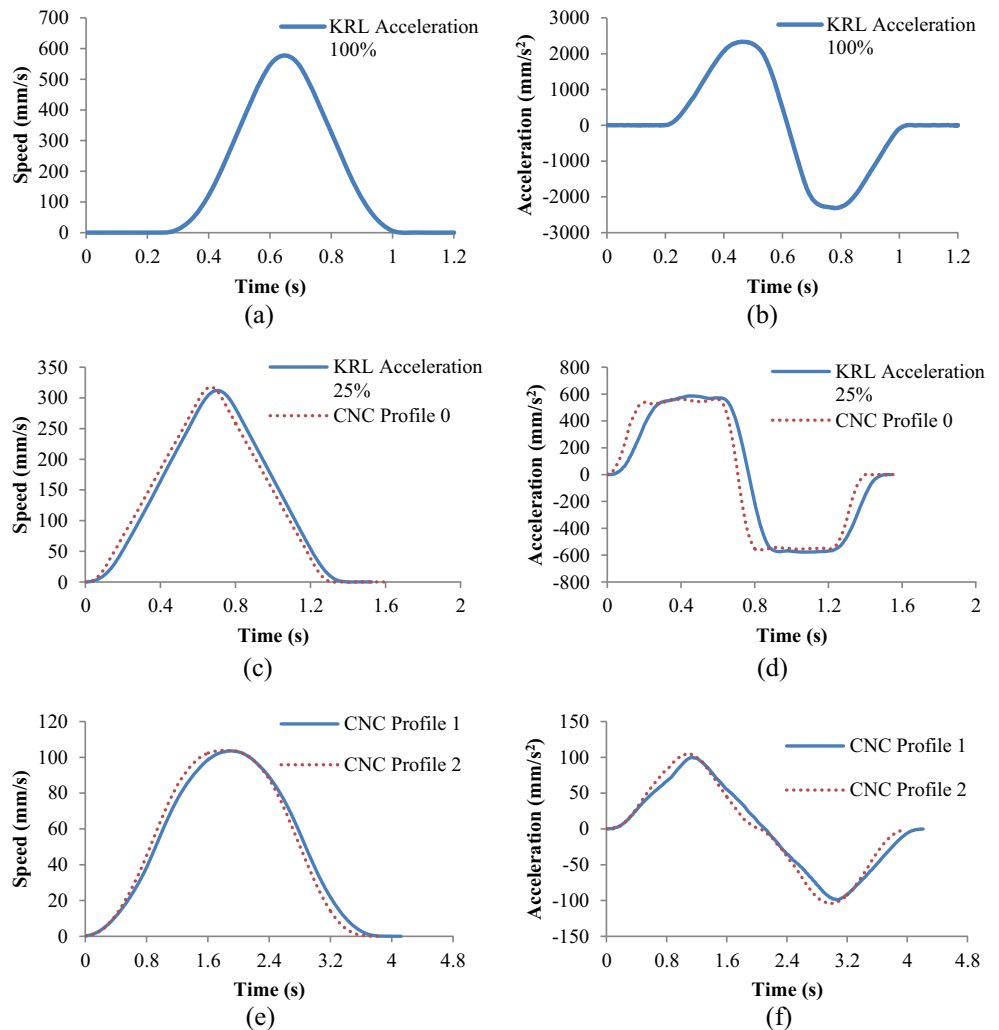 700
600
500
400
300
200
100
0
Speed (mm/s)
KRL Acceleration
100%
0 0.2 0.4 0.6 0.8 1 1.2
Time (s)
(a)
3000
2000
1000
0
-1000
-2000
-3000
Acceleration (mm/s²)
KRL Acceleration
100%
0 0.2 0.4 0.6 0.8 1 1.2
Time (s)
(b)
350
300
250
200
150
100
50
0
Speed (mm/s)
KRL Acceleration
25%
CNC Profile 0
0 0.4 0.8 1.2 1.6 2
Time (s)
(c)
800
600
400
200
0
-200
-400
-600
-800
Acceleration (mm/s²)
KRL Acceleration
25%
CNC Profile 0
0 0.4 0.8 1.2 1.6 2
Time (s)
(d)
120
100
80
60
40
20
0
Speed (mm/s)
CNC Profile 1
CNC Profile 2
0 0.8 1.6 2.4 3.2 4 4.8
Time (s)
(e)
150
100
50
0
-50
-100
-150
Acceleration (mm/s²)
CNC Profile 1
CNC Profile 2
0 0.8 1.6 2.4 3.2 4 4.8
Time (s)
(f)